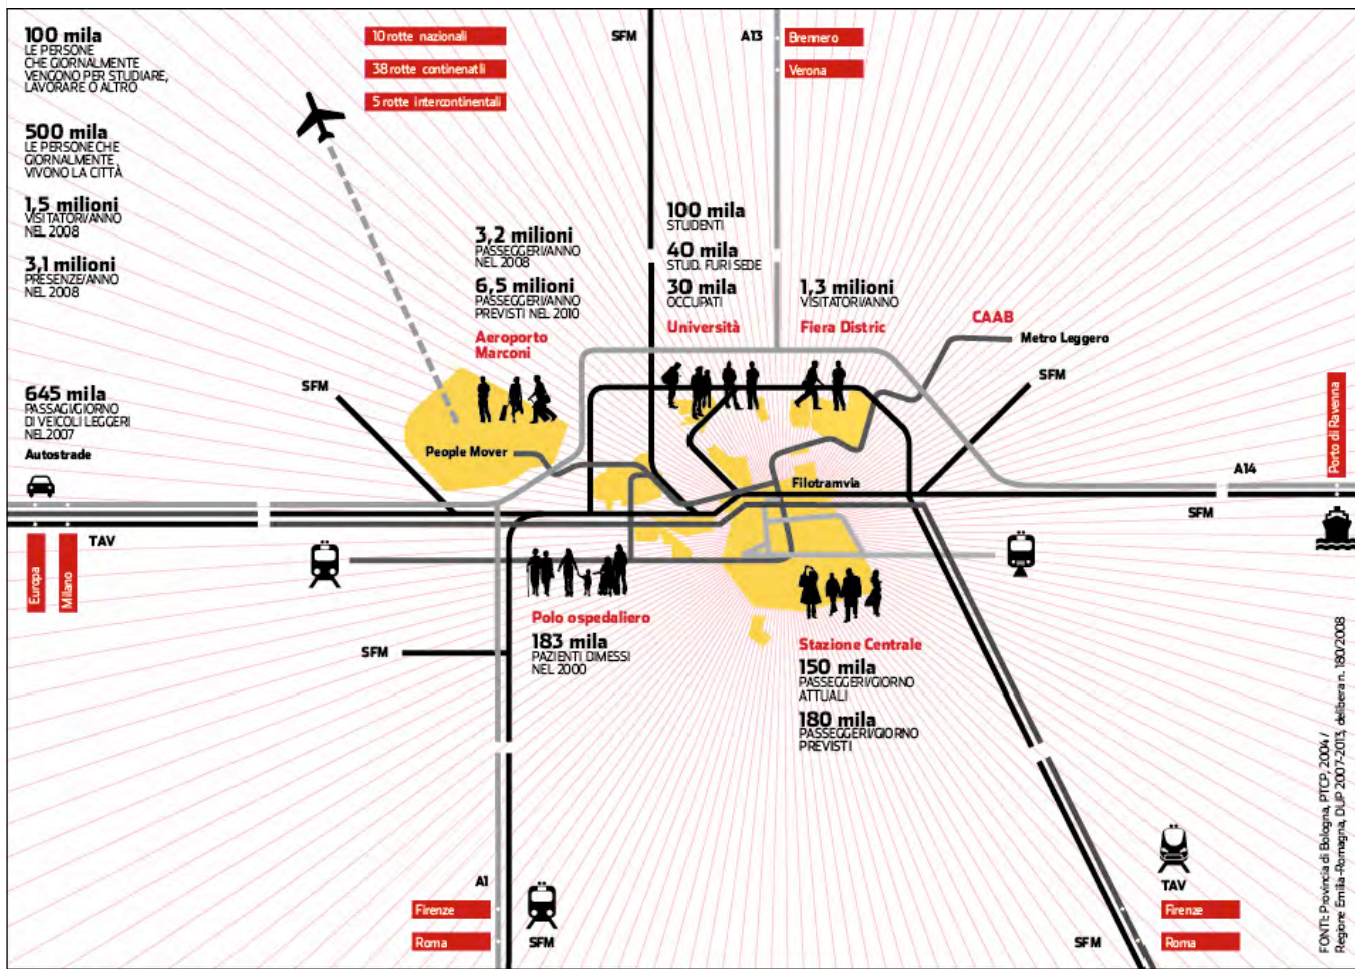 100 mila
LE PERSONE
CHE GIORNALMENTE
VENGONO PER STUDIARE,
LAVORARE O ALTRO
500 mila
LE PERSONE CHE
GIORNALMENTE
VIVONO LA CITTÀ
1,5 milioni
VISITATORI/ANNO
NEL 2008
3,1 milioni
PRESENZE/ANNO
NEL 2008
645 mila
PASSAGI/GIORNO
DI VEICOLI LEGGERI
NEL 2007
Autostrade
10 rotte nazionali
38 rotte continenatli
5 rotte intercontinentali
SFM
A13
Brennero
Verona
3,2 milioni
PASSEGGERI/ANNO
NEL 2008
6,5 milioni
PASSEGGERI/ANNO
PREVISTI NEL 2010
Aeroporto
Marconi
100 mila
STUDENTI
40 mila
STUD. FURI SEDE
30 mila
OCCUPATI
Università
1,3 milioni
VISITATORI/ANNO
Fiera Distric
CAAB
Metro Leggero
SFM
SFM
People Mover
Filotramvia
Porto di Ravenna
A14
SFM
TAV
Europa
Milano
Polo ospedaliero
183 mila
PAZIENTI DIMESSI
NEL 2000
SFM
Stazione Centrale
150 mila
PASSEGGERI/GIORNO
ATTUALI
180 mila
PASSEGGERI/GIORNO
PREVISTI
A1
Firenze
Roma
SFM
TAV
Firenze
Roma
SFM
FONTI: Provincia di Bologna, PTCP, 2004 /
Regione Emilia-Romagna, DUP 2007-2013, delibera n. 180/2008